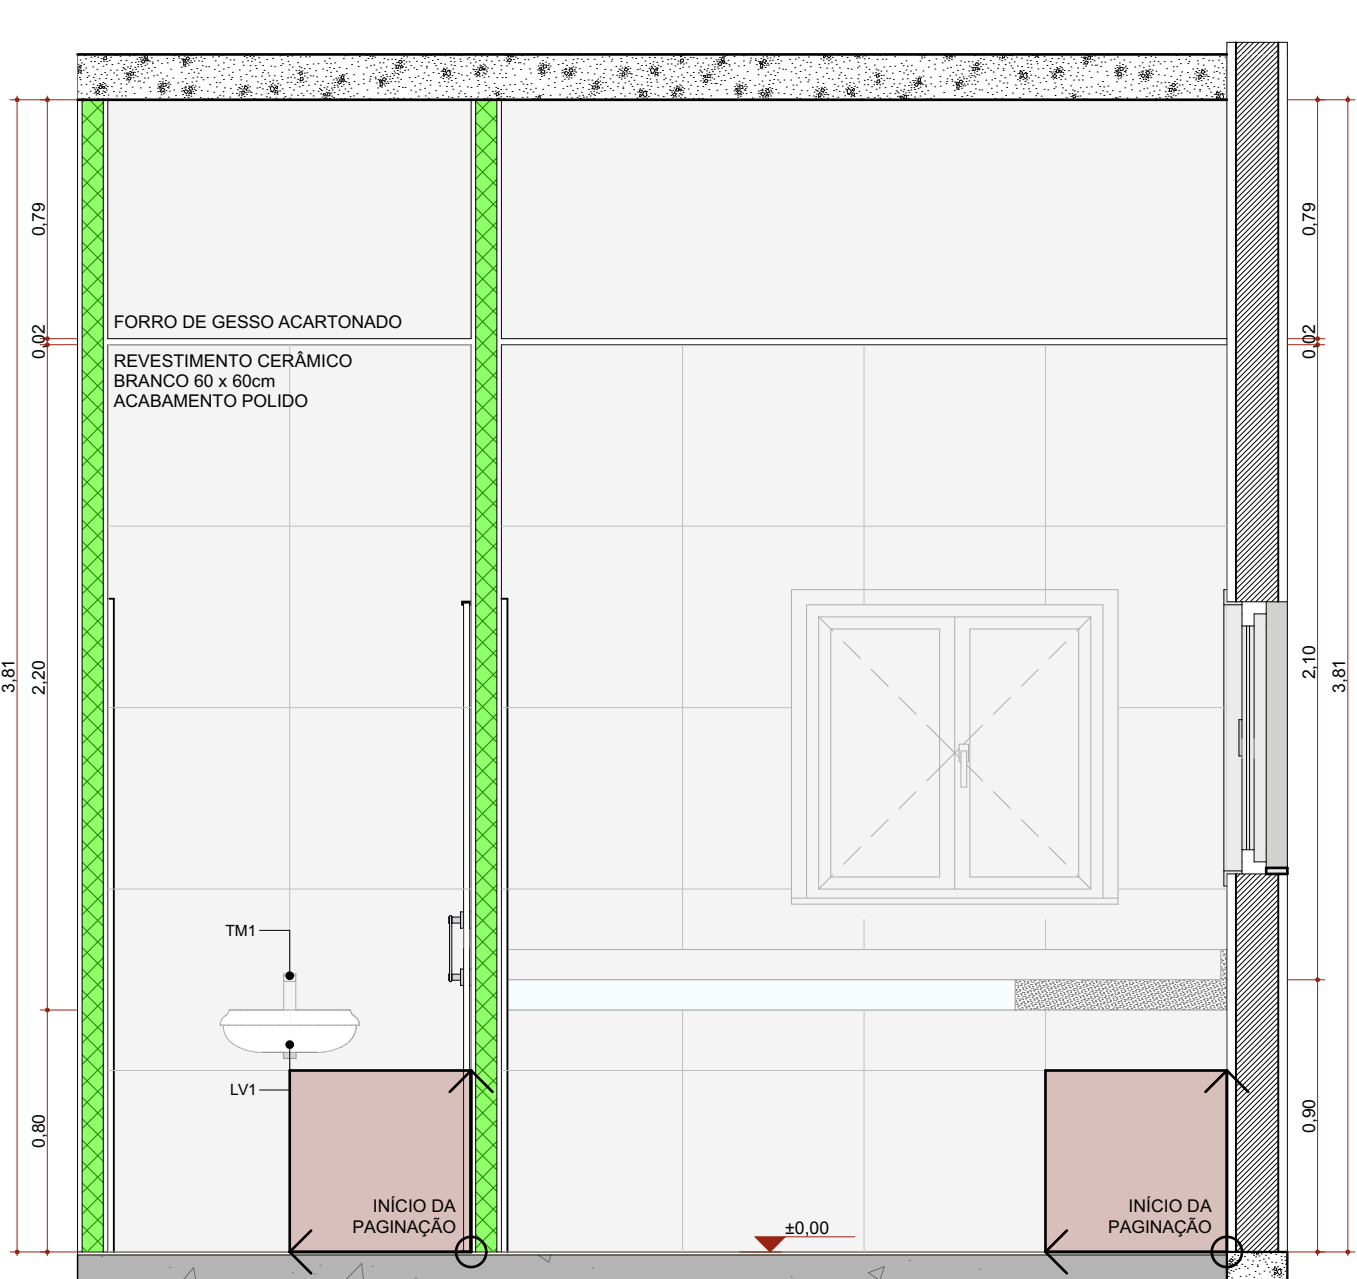 0,79
0,02
3,81
2,20
0,80
FORRO DE GESSO ACARTONADO
REVESTIMENTO CERÂMICO
BRANCO 60 x 60cm
ACABAMENTO POLIDO
TM1
LV1
INÍCIO DA
PAGINAÇÃO
±0,00
INÍCIO DA
PAGINAÇÃO
0,79
0,02
2,10
3,81
0,90